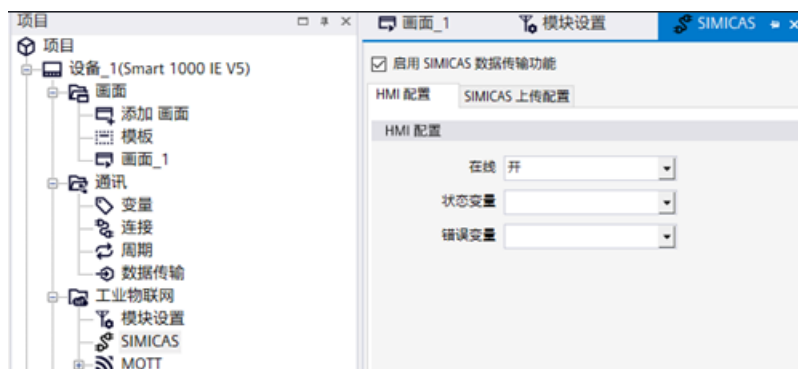 项目
画面_1
模块设置
SIMICAS
项目
设备_1(Smart 1000 IE V5)
画面
添加 画面
模板
画面_1
通讯
变量
连接
周期
数据传输
工业物联网
模块设置
SIMICAS
MQTT
启用 SIMICAS 数据传输功能
HMI 配置
SIMICAS 上传配置
HMI 配置
在线 开
状态变量
错误变量